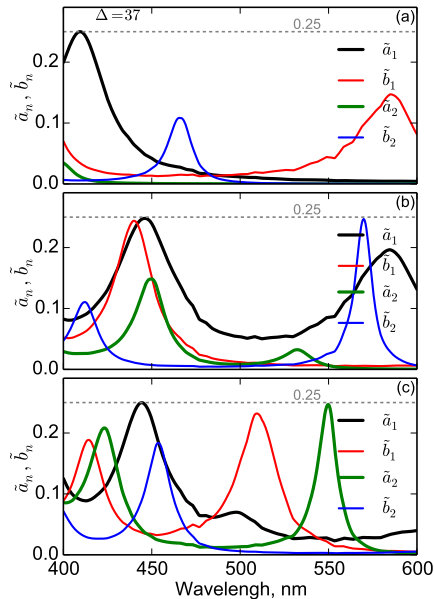 Δ=37
0.25
(a)
ã₁
b̃₁
ã₂
b̃₂
ãₙ, b̃ₙ
0.2
0.1
0.0
0.25
(b)
ã₁
b̃₁
ã₂
b̃₂
ãₙ, b̃ₙ
0.2
0.1
0.0
0.25
(c)
ã₁
b̃₁
ã₂
b̃₂
ãₙ, b̃ₙ
0.2
0.1
0.0
400 450 500 550 600
Wavelengh, nm